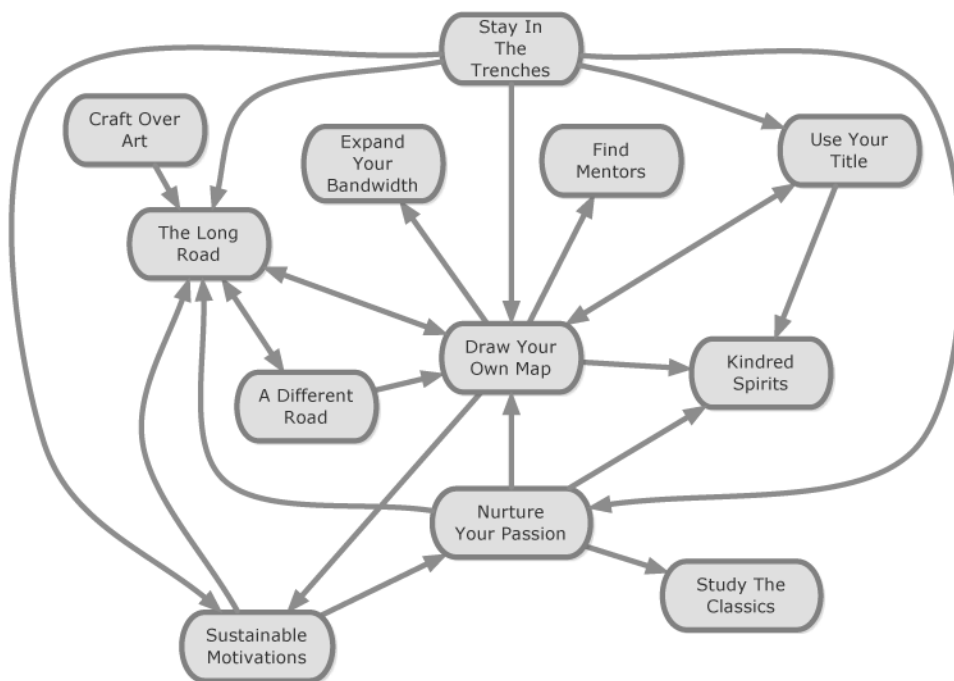 Stay In
The
Trenches
Craft Over
Art
Expand
Your
Bandwidth
Find
Mentors
Use Your
Title
The Long
Road
Draw Your
Own Map
Kindred
Spirits
A Different
Road
Nurture
Your Passion
Study The
Classics
Sustainable
Motivations